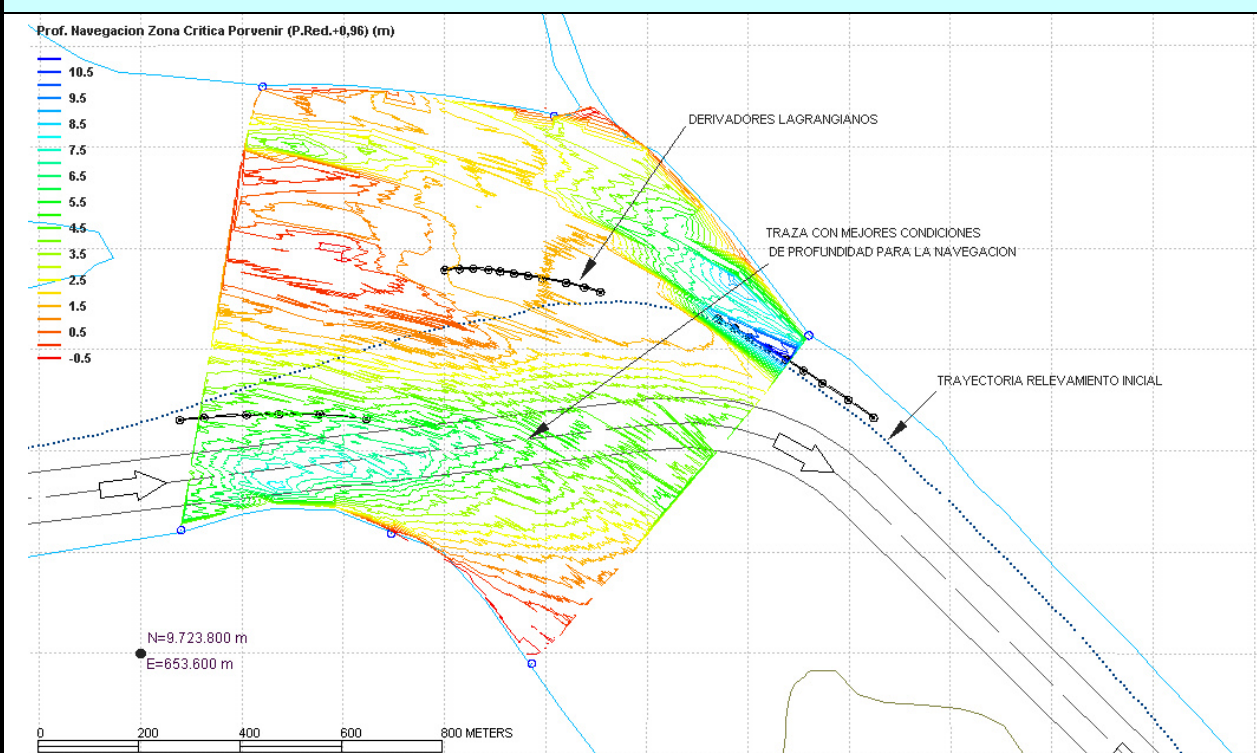 Prof. Navegacion Zona Critica Porvenir (P.Red.+0,96) (m)
10.5
9.5
8.5
7.5
6.5
5.5
4.5
3.5
2.5
1.5
0.5
-0.5
DERIVADORES LAGRANGIANOS
TRAZA CON MEJORES CONDICIONES
DE PROFUNDIDAD PARA LA NAVEGACION
TRAYECTORIA RELEVAMIENTO INICIAL
N=9.723.800 m
E=653.600 m
0 200 400 600 800 METERS